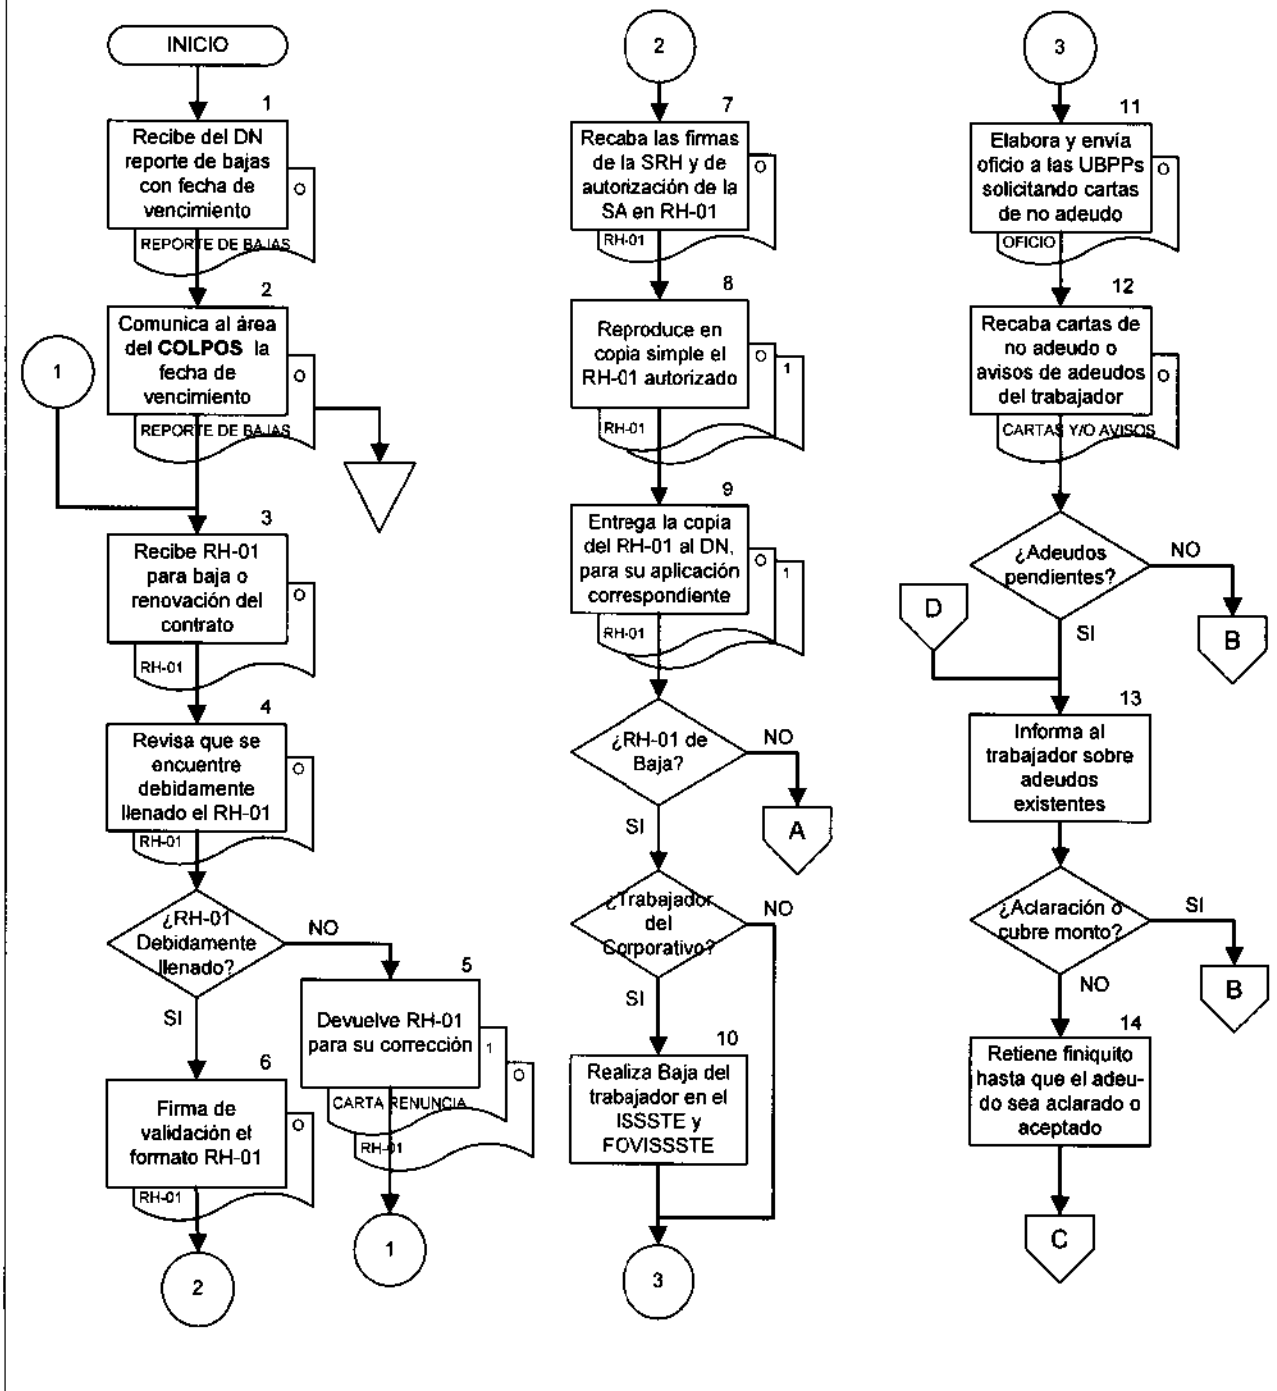 INICIO
1
Recibe del DN
reporte de bajas
con fecha de
vencimiento
O
REPORTE DE BAJAS
2
Comunica al área
del COLPOS la
fecha de
vencimiento
O
REPORTE DE BAJAS
1
3
Recibe RH-01
para baja o
renovación del
contrato
O
RH-01
4
Revisa que se
encuentre
debidamente
llenado el RH-01
O
RH-01
¿RH-01
Debidamente
llenado?
NO
SI
5
Devuelve RH-01
para su corrección
1
O
CARTA RENUNCIA
RH-01
1
6
Firma de
validación el
formato RH-01
O
RH-01
2
2
7
Recaba las firmas
de la SRH y de
autorización de la
SA en RH-01
O
RH-01
8
Reproduce en
copia simple el
RH-01 autorizado
O
1
RH-01
9
Entrega la copia
del RH-01 al DN,
para su aplicación
correspondiente
O
1
RH-01
¿RH-01 de
Baja?
NO
A
SI
¿Trabajador
del
Corporativo?
NO
SI
10
Realiza Baja del
trabajador en el
ISSSTE y
FOVISSSTE
3
3
11
Elabora y envía
oficio a las UBPPs
solicitando cartas
de no adeudo
O
OFICIO
12
Recaba cartas de
no adeudo o
avisos de adeudos
del trabajador
O
CARTAS Y/O AVISOS
¿Adeudos
pendientes?
NO
B
D
SI
13
Informa al
trabajador sobre
adeudos
existentes
¿Aclaración o
cubre monto?
SI
B
NO
14
Retiene finiquito
hasta que el adeu-
do sea aclarado o
aceptado
C